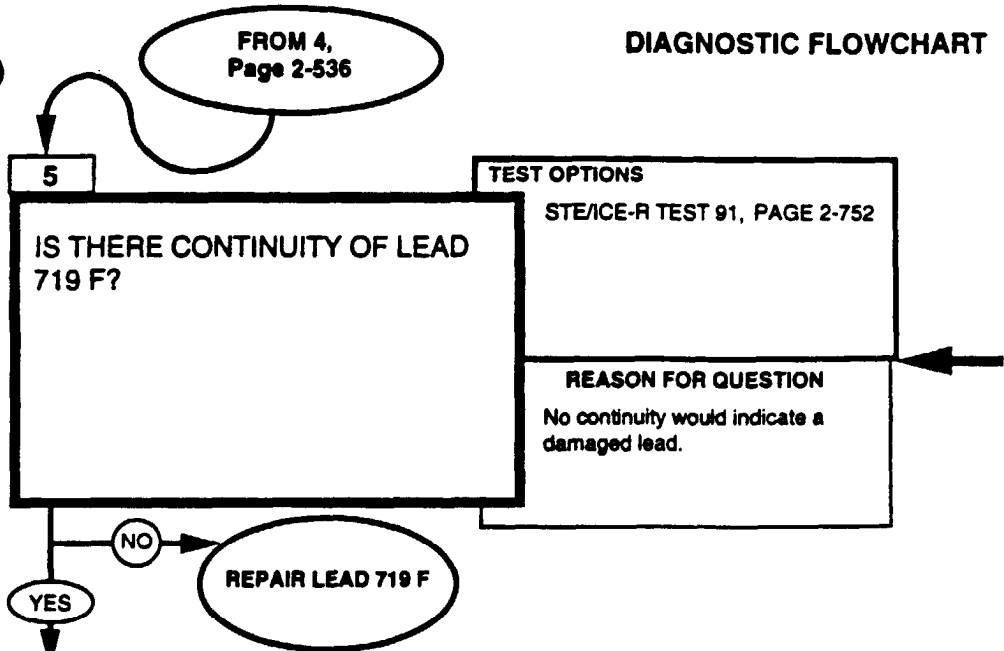 FROM 4,
Page 2-536
DIAGNOSTIC FLOWCHART
5
IS THERE CONTINUITY OF LEAD
719 F?
TEST OPTIONS
STE/ICE-R TEST 91, PAGE 2-752
REASON FOR QUESTION
No continuity would indicate a
damaged lead.
NO
REPAIR LEAD 719 F
YES